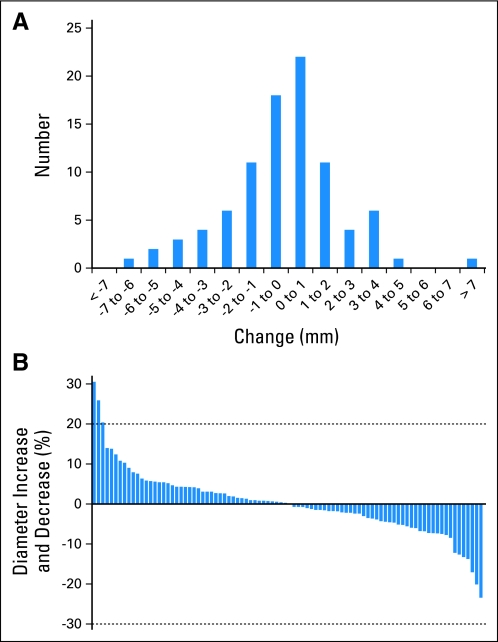 A
25
20
15
10
5
0
Number
< -7
-7 to -6
-6 to -5
-5 to -4
-4 to -3
-3 to -2
-2 to -1
-1 to 0
0 to 1
1 to 2
2 to 3
3 to 4
4 to 5
5 to 6
6 to 7
> 7
Change (mm)
B
30
20
10
0
-10
-20
-30
Diameter Increase
and Decrease (%)